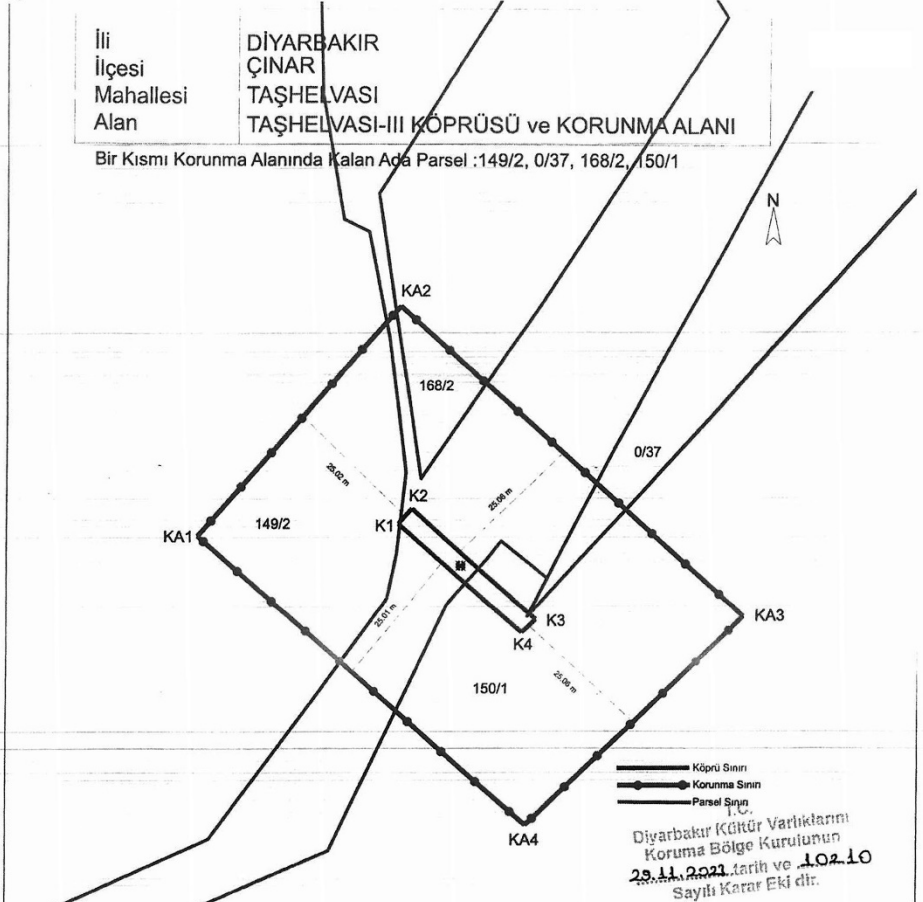 İli DİYARBAKIR
İlçesi ÇINAR
Mahallesi TAŞHELVASI
Alan TAŞHELVASI-III KÖPRÜSÜ ve KORUNMA ALANI
Bir Kısmı Korunma Alanında Kalan Ada Parsel :149/2, 0/37, 168/2, 150/1
N
KA2
168/2
0/37
25.02 m
25.06 m
K2
149/2
K1
KA1
K3
KA3
25.01 m
K4
25.06 m
150/1
Köprü Sınırı
Korunma Sınırı
Parsel Sınırı
KA4
T.C.
Diyarbakır Kültür Varlıklarını
Koruma Bölge Kurulunun
tarih ve 10210
Sayılı Karar Eki dir.